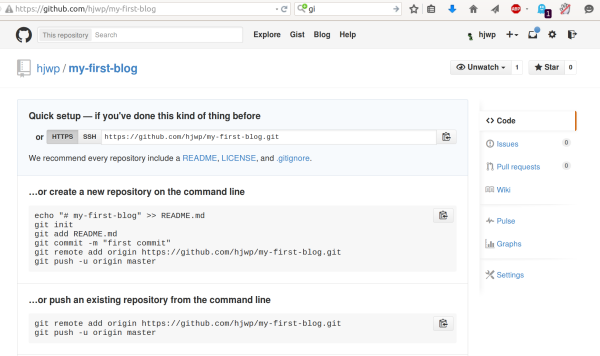 https://github.com/hjwp/my-first-blog
gi
ABP
1
This repository Search
Explore Gist Blog Help
hjwp
hjwp / my-first-blog
Unwatch 1
Star 0
Quick setup — if you've done this kind of thing before
or HTTPS SSH https://github.com/hjwp/my-first-blog.git
We recommend every repository include a README, LICENSE, and .gitignore.
…or create a new repository on the command line
echo "# my-first-blog" >> README.md
git init
git add README.md
git commit -m "first commit"
git remote add origin https://github.com/hjwp/my-first-blog.git
git push -u origin master
…or push an existing repository from the command line
git remote add origin https://github.com/hjwp/my-first-blog.git
git push -u origin master
Code
Issues 0
Pull requests 0
Wiki
Pulse
Graphs
Settings